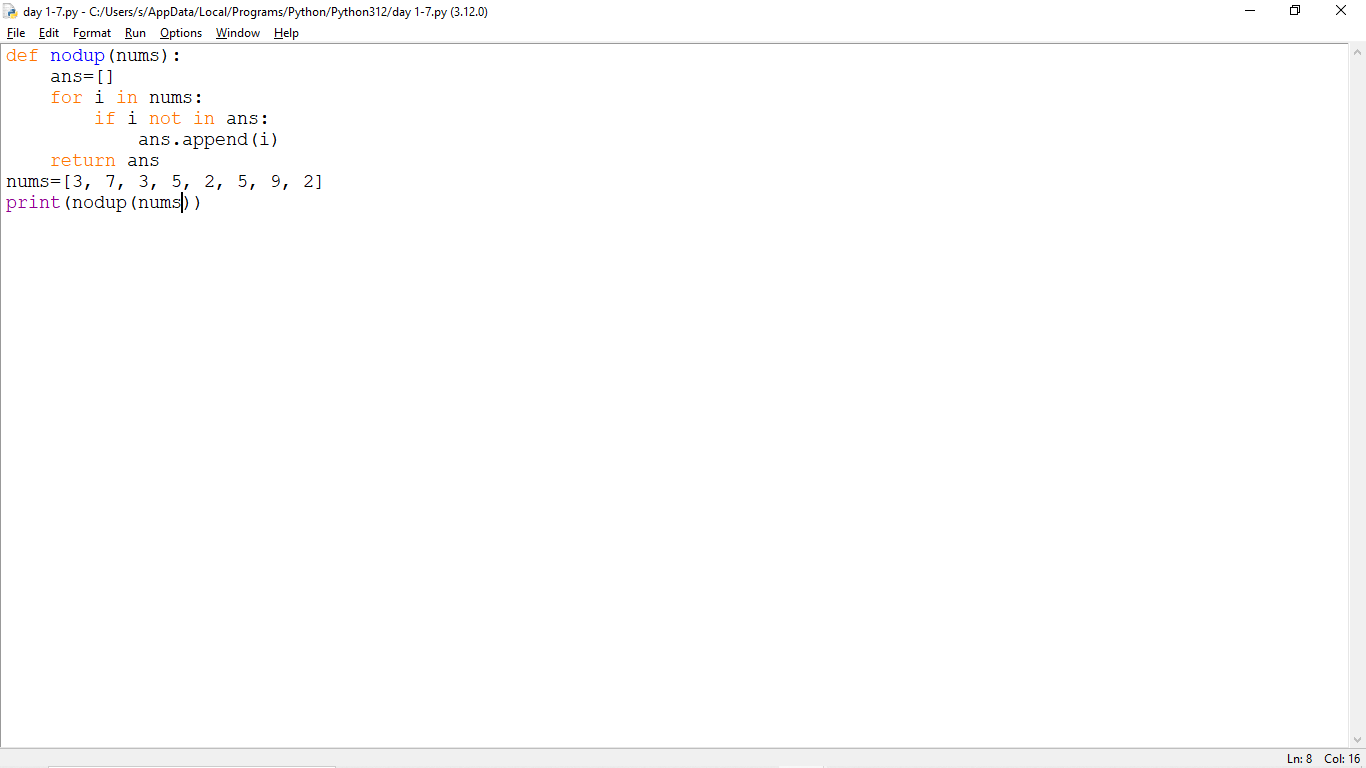 day 1-7.py - C:/Users/s/AppData/Local/Programs/Python/Python312/day 1-7.py (3.12.0)
File Edit Format Run Options Window Help
def nodup(nums):
    ans=[]
    for i in nums:
        if i not in ans:
            ans.append(i)
    return ans
nums=[3, 7, 3, 5, 2, 5, 9, 2]
print(nodup(nums))
Ln: 8 Col: 16